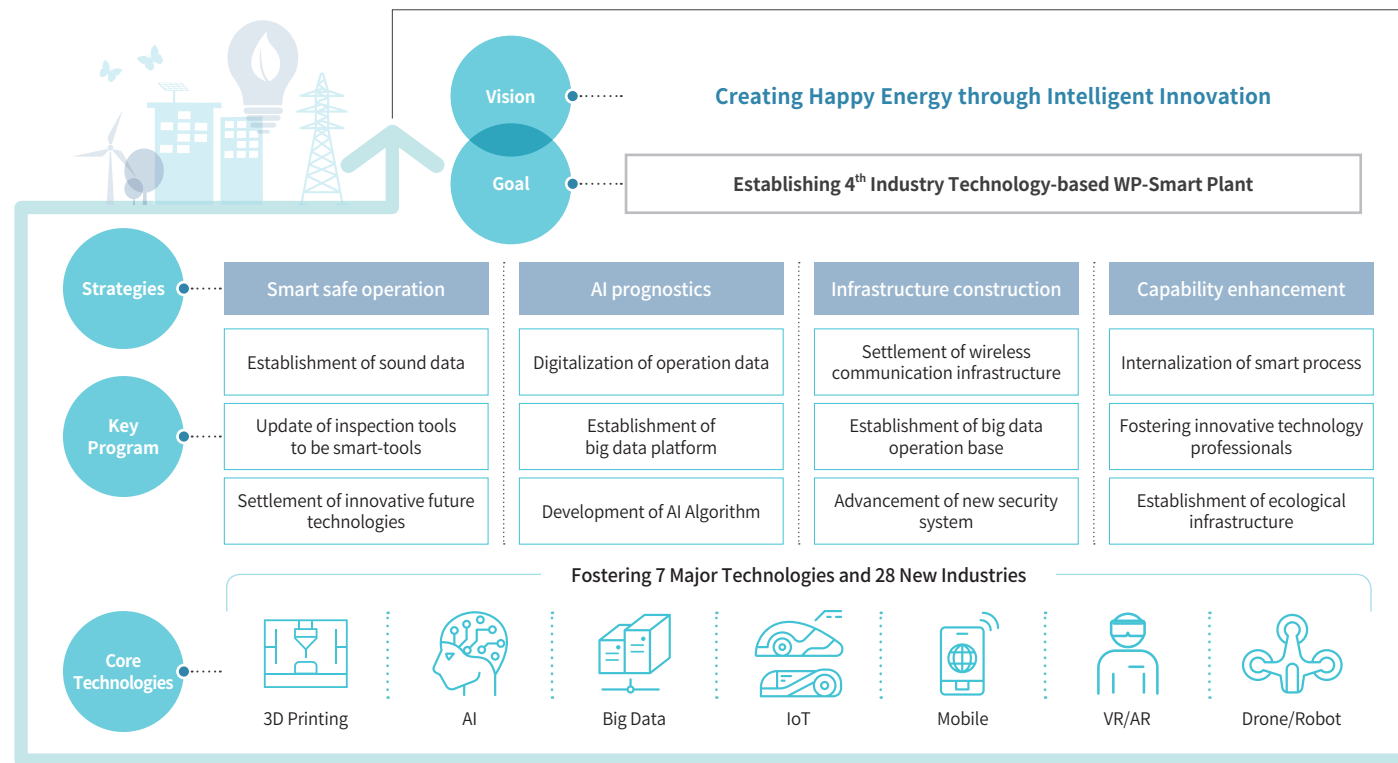 Vision
Creating Happy Energy through Intelligent Innovation
Goal
Establishing 4th Industry Technology-based WP-Smart Plant
Strategies
Smart safe operation
AI prognostics
Infrastructure construction
Capability enhancement
Key
Program
Establishment of sound data
Digitalization of operation data
Settlement of wireless
communication infrastructure
Internalization of smart process
Update of inspection tools
to be smart-tools
Establishment of
big data platform
Establishment of big data
operation base
Fostering innovative technology
professionals
Settlement of innovative future
technologies
Development of AI Algorithm
Advancement of new security
system
Establishment of ecological
infrastructure
Fostering 7 Major Technologies and 28 New Industries
Core
Technologies
3D Printing
AI
Big Data
IoT
Mobile
VR/AR
Drone/Robot